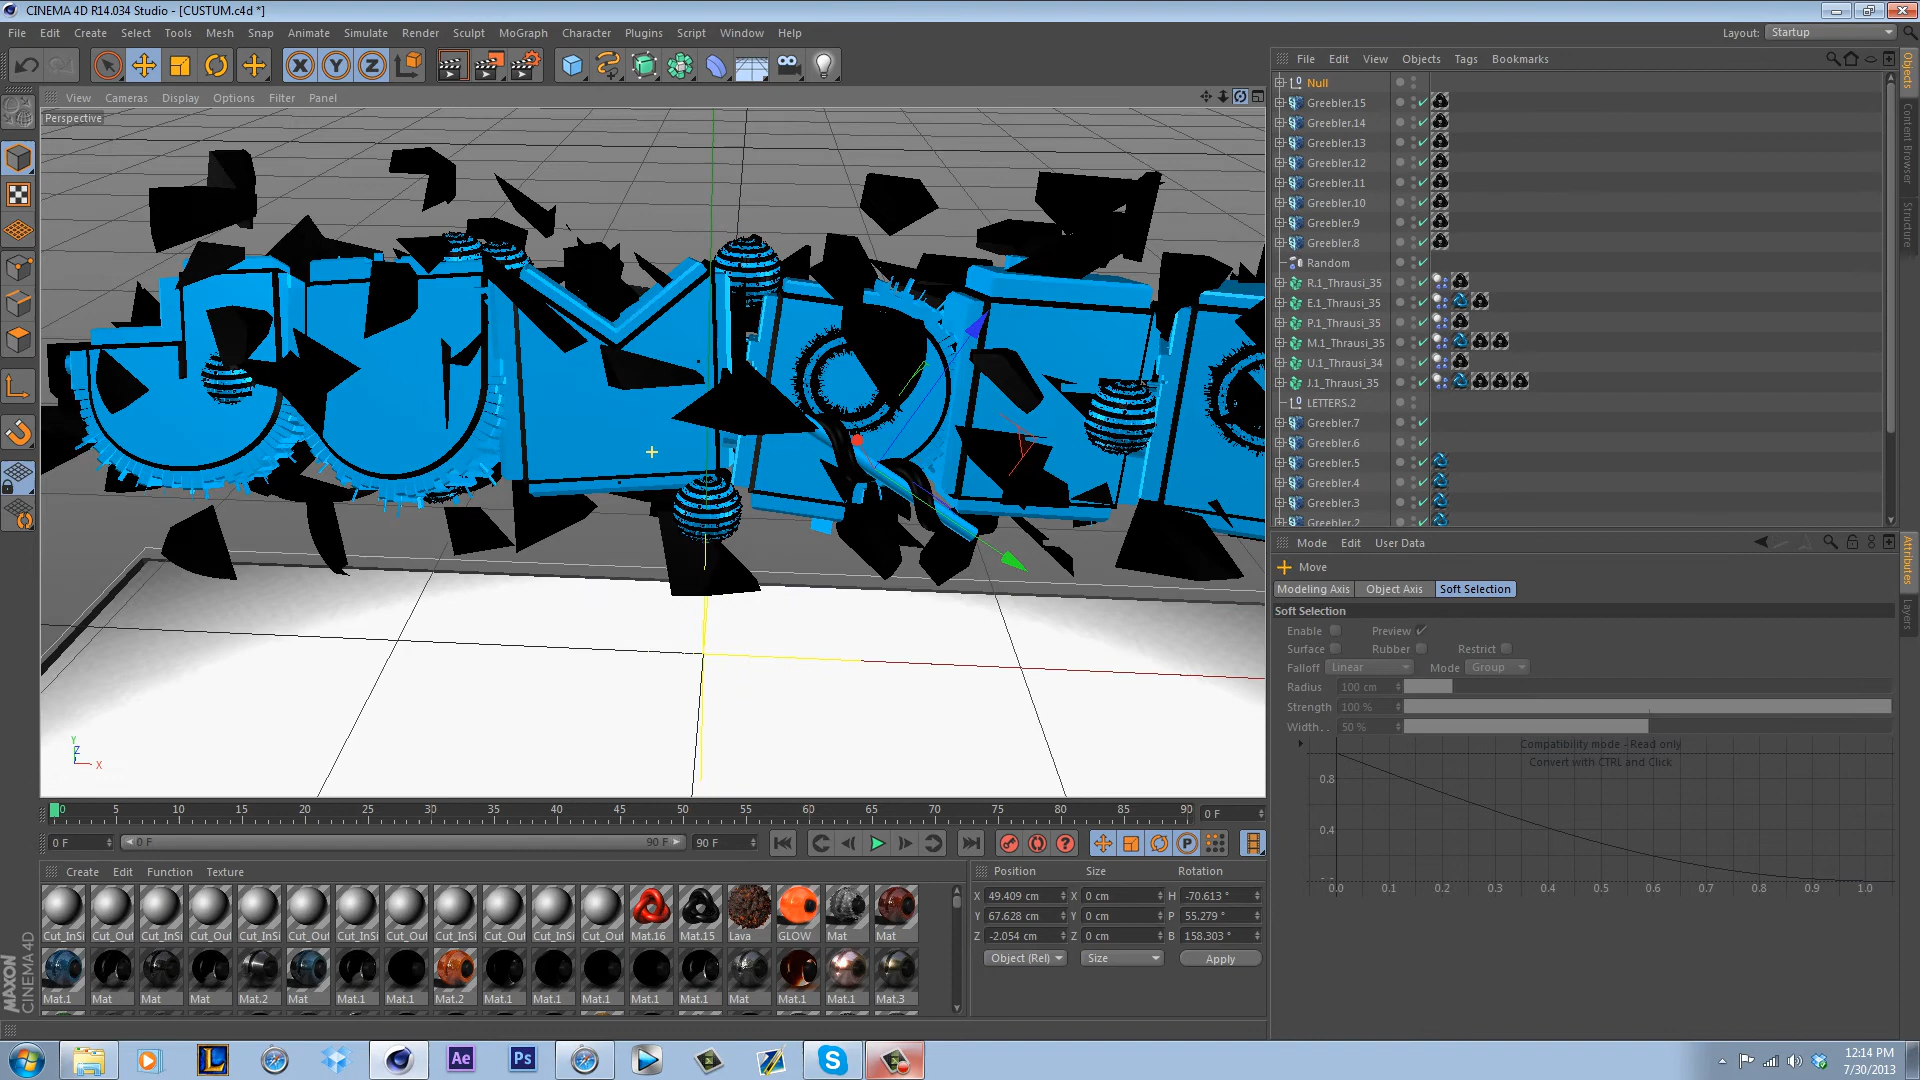 CINEMA 4D R14.034 Studio - [CUSTUM.c4d *]
File Edit Create Select Tools Mesh Snap Animate Simulate Render Sculpt MoGraph Character Plugins Script Window Help
Layout: Startup
View Cameras Display Options Filter Panel
Perspective
Y
Z
X
0 5 10 15 20 25 30 35 40 45 50 55 60 65 70 75 80 85 90
0 F
0 F
0 F
90 F
90 F
Create Edit Function Texture
Cut_InSi Cut_Out Cut_InSi Cut_Out Cut_InSi Cut_Out Cut_InSi Cut_Out Cut_InSi Cut_Out Cut_InSi Cut_Out Mat.16 Mat.15 Lava GLOW Mat Mat
Mat.1 Mat Mat Mat Mat.2 Mat Mat.1 Mat.1 Mat.2 Mat.1 Mat.1 Mat.1 Mat.1 Mat.1 Mat Mat.1 Mat.1 Mat.3
MAXON
CINEMA 4D
Position Size Rotation
X 49.409 cm X 0 cm H -70.613 °
Y 67.628 cm Y 0 cm P 55.279 °
Z -2.054 cm Z 0 cm B 158.303 °
Object (Rel) Size Apply
File Edit View Objects Tags Bookmarks
Null
Greebler.15
Greebler.14
Greebler.13
Greebler.12
Greebler.11
Greebler.10
Greebler.9
Greebler.8
Random
R.1_Thrausi_35
E.1_Thrausi_35
P.1_Thrausi_35
M.1_Thrausi_35
U.1_Thrausi_34
J.1_Thrausi_35
LETTERS.2
Greebler.7
Greebler.6
Greebler.5
Greebler.4
Greebler.3
Greebler.2
Objects
Content Browser
Structure
Mode Edit User Data
Move
Modeling Axis Object Axis Soft Selection
Soft Selection
Enable Preview
Surface Rubber Restrict
Falloff Linear Mode Group
Radius 100 cm
Strength 100 %
Width.. 50 %
Compatibility mode - Read only
Convert with CTRL and Click
0.8
0.4
0.0 0.1 0.2 0.3 0.4 0.5 0.6 0.7 0.8 0.9 1.0
Attributes
Layers
Ae
Ps
12:14 PM
7/30/2013